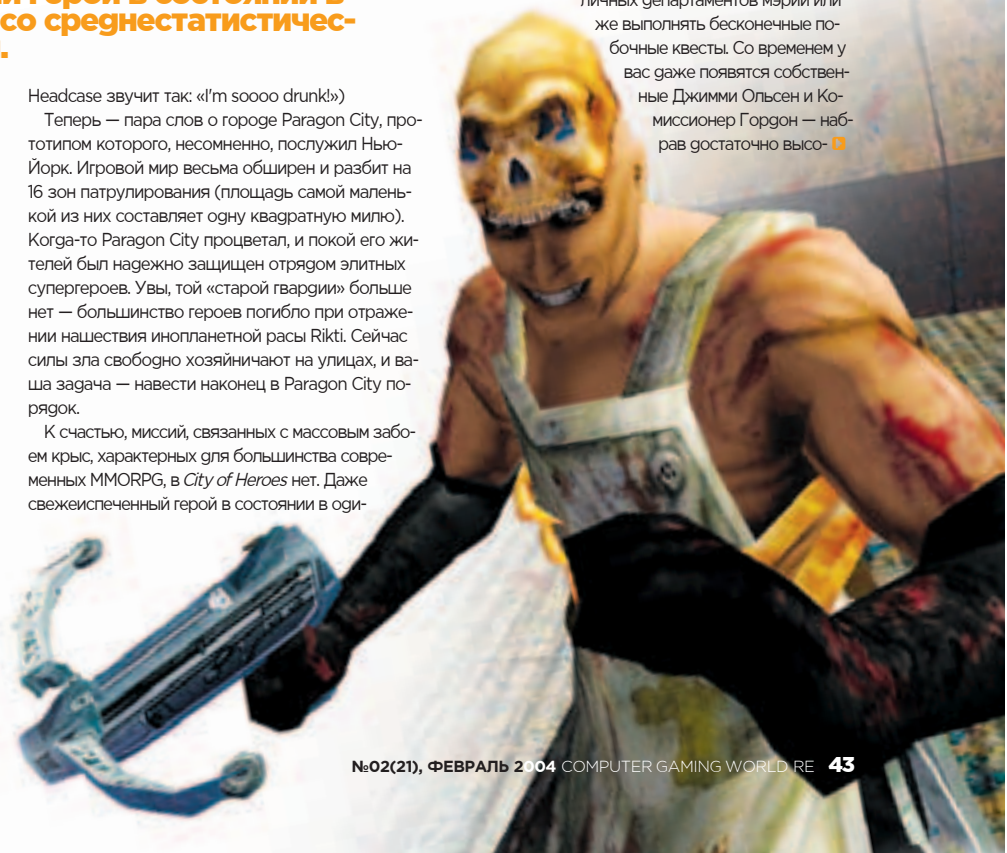 й герой в состоянии в
со среднестатистичес-
.
Headcase звучит так: «I'm soooo drunk!»)
Теперь — пара слов о городе Paragon City, про-
тотипом которого, несомненно, послужил Нью-
Йорк. Игровой мир весьма обширен и разбит на
16 зон патрулирования (площадь самой малень-
кой из них составляет одну квадратную милю).
Когда-то Paragon City процветал, и покой его жи-
телей был надежно защищен отрядом элитных
супергероев. Увы, той «старой гвардии» больше
нет — большинство героев погибло при отраже-
нии нашествия инопланетной расы Rikti. Сейчас
силы зла свободно хозяйничают на улицах, и ва-
ша задача — навести наконец в Paragon City по-
рядок.
К счастью, миссий, связанных с массовым забо-
ем крыс, характерных для большинства совре-
менных MMORPG, в City of Heroes нет. Даже
свежеиспеченный герой в состоянии в оди-
личных департаментов мэрии или
же выполнять бесконечные по-
бочные квесты. Со временем у
вас даже появятся собствен-
ные Джимми Ольсен и Ко-
миссионер Гордон — наб-
рав достаточно высо-
№02(21), ФЕВРАЛЬ 2004 COMPUTER GAMING WORLD RE 43